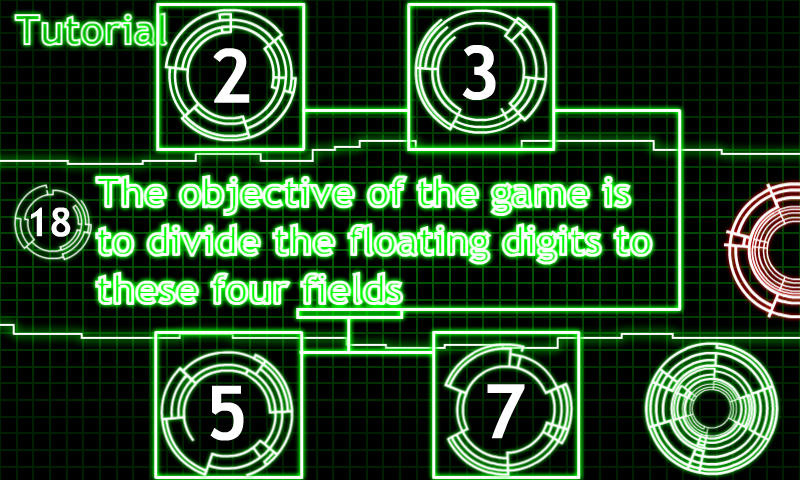 Tutorial
2
3
18
The objective of the game is
to divide the floating digits to
these four fields
5
7